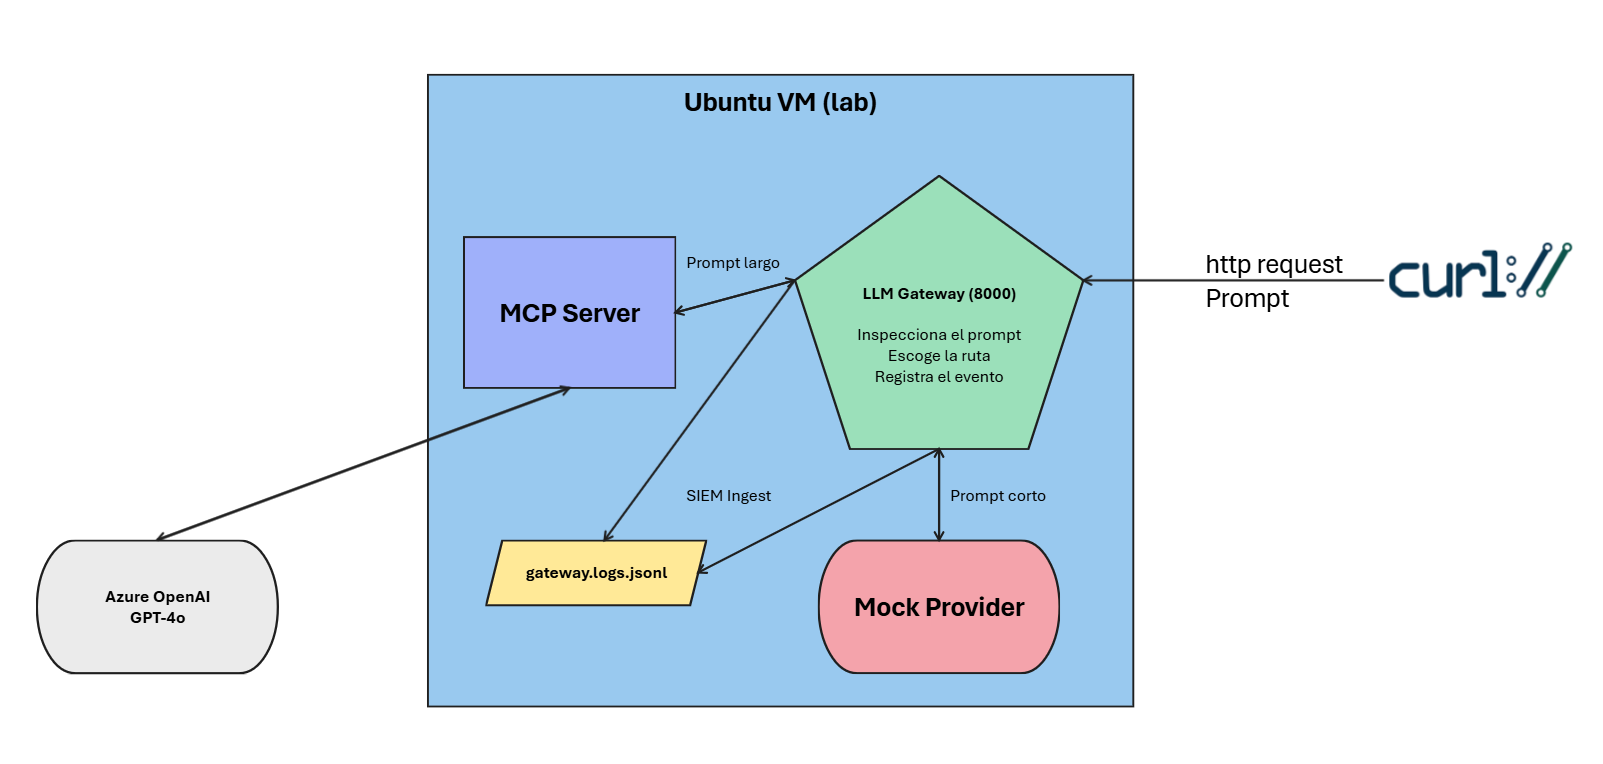 Ubuntu VM (lab)
MCP Server
Prompt largo
LLM Gateway (8000)
Inspecciona el prompt
Escoge la ruta
Registra el evento
http request
Prompt
curl://
SIEM Ingest
Prompt corto
gateway.logs.jsonl
Mock Provider
Azure OpenAI
GPT-4o